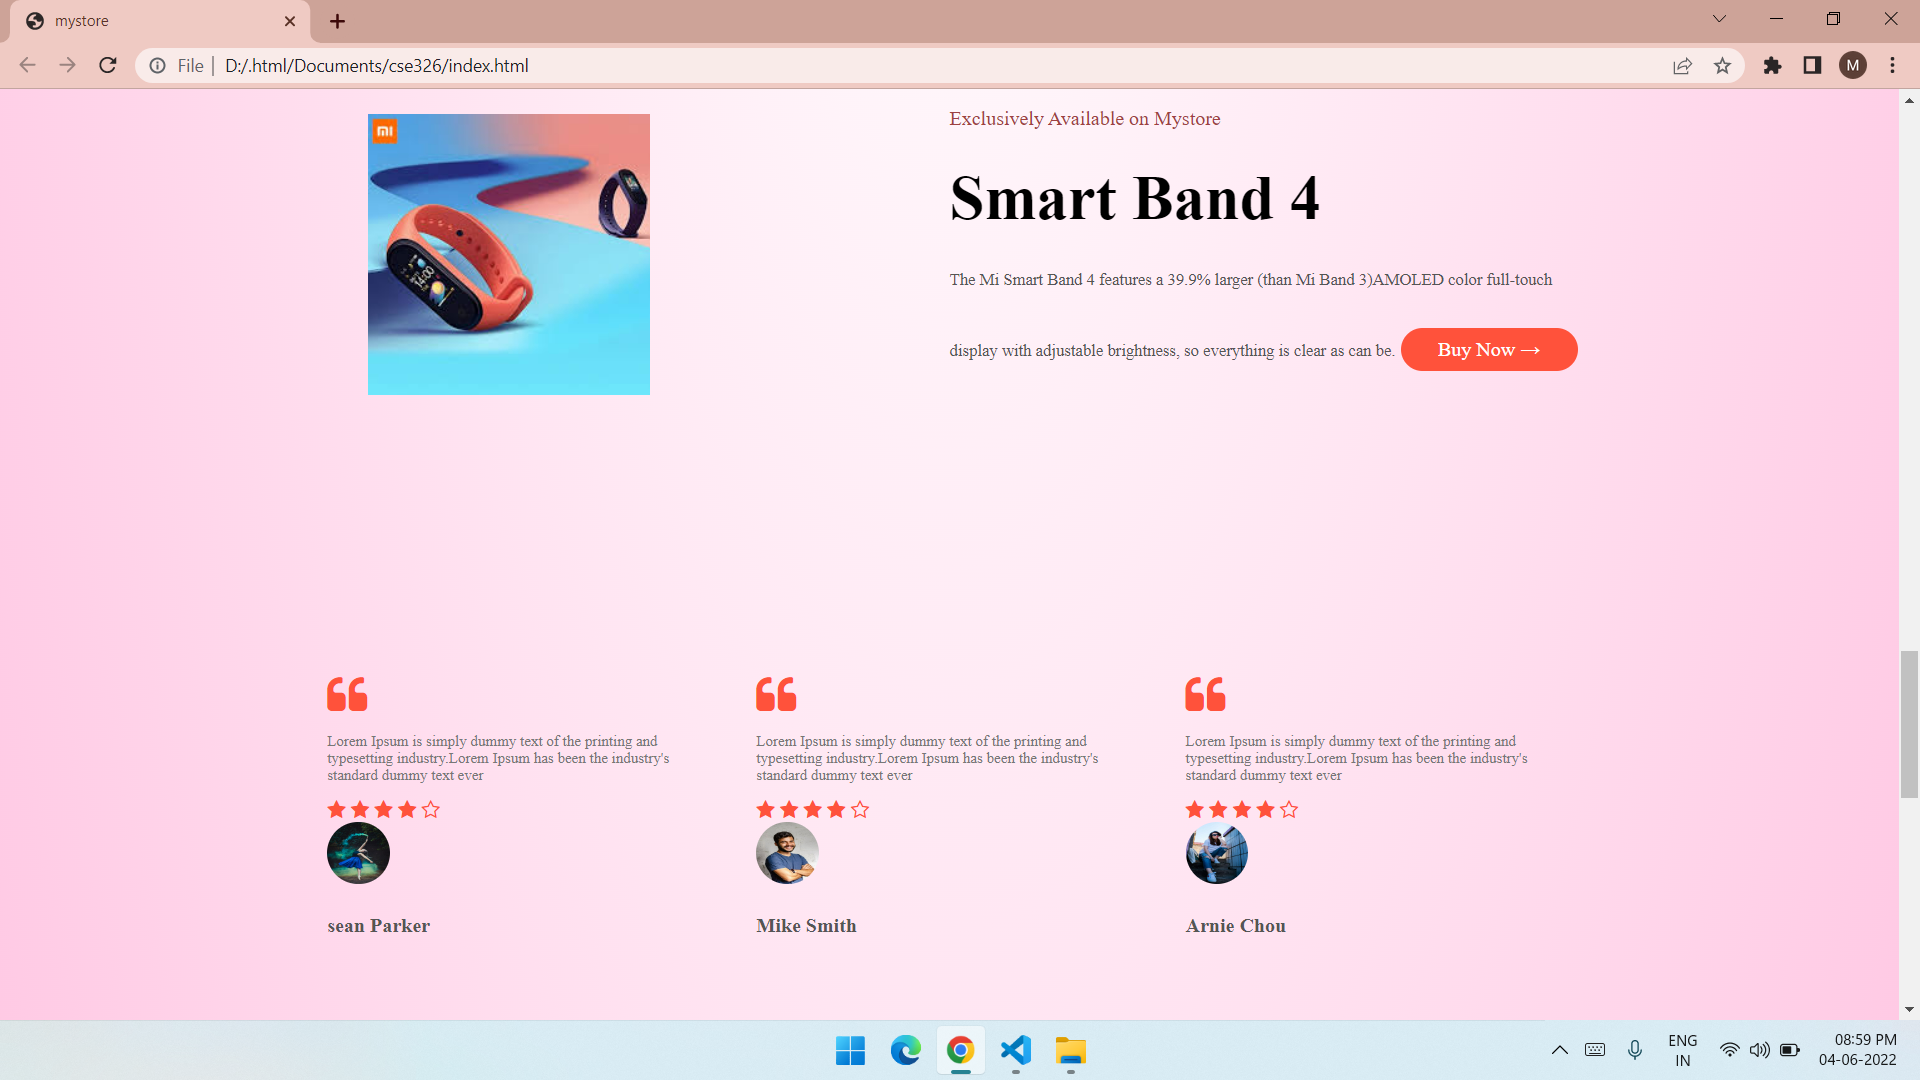 mystore
File
D:/.html/Documents/cse326/index.html
M
mi
Exclusively Available on Mystore
Smart Band 4
14:00
The Mi Smart Band 4 features a 39.9% larger (than Mi Band 3)AMOLED color full-touch
display with adjustable brightness, so everything is clear as can be. Buy Now →
Lorem Ipsum is simply dummy text of the printing and
typesetting industry.Lorem Ipsum has been the industry's
standard dummy text ever
sean Parker
Lorem Ipsum is simply dummy text of the printing and
typesetting industry.Lorem Ipsum has been the industry's
standard dummy text ever
Mike Smith
Lorem Ipsum is simply dummy text of the printing and
typesetting industry.Lorem Ipsum has been the industry's
standard dummy text ever
Arnie Chou
ENG
IN
08:59 PM
04-06-2022